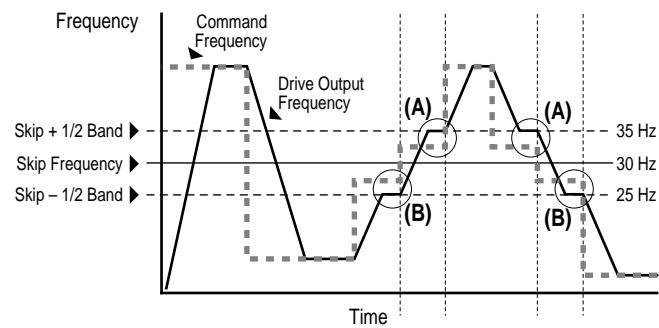 Frequency
Command
Frequency
Drive Output
Frequency
(A)
(A)
Skip + 1/2 Band
35 Hz
Skip Frequency
30 Hz
Skip – 1/2 Band
25 Hz
(B)
(B)
Time